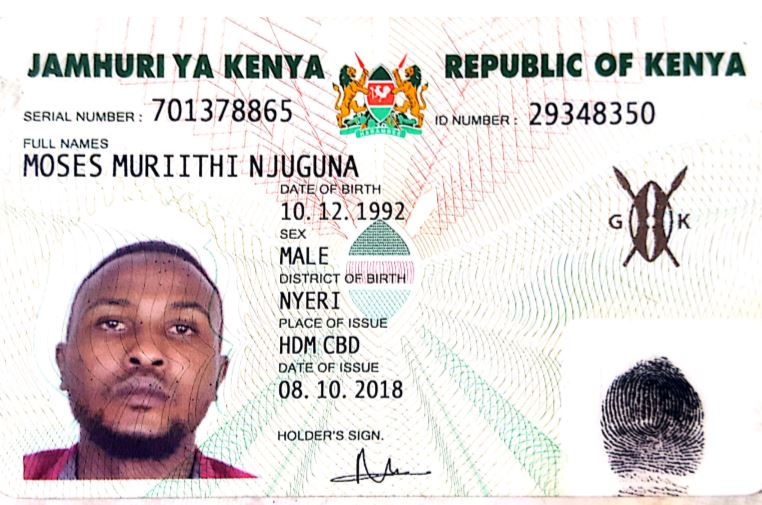 JAMHURI YA KENYA REPUBLIC OF KENYA
SERIAL NUMBER : 701378865 ID NUMBER : 29348350
FULL NAMES
MOSES MURIITHI NJUGUNA
DATE OF BIRTH
10. 12. 1992
SEX
MALE
G K
DISTRICT OF BIRTH
NYERI
PLACE OF ISSUE
HDM CBD
DATE OF ISSUE
08. 10. 2018
HOLDER'S SIGN.